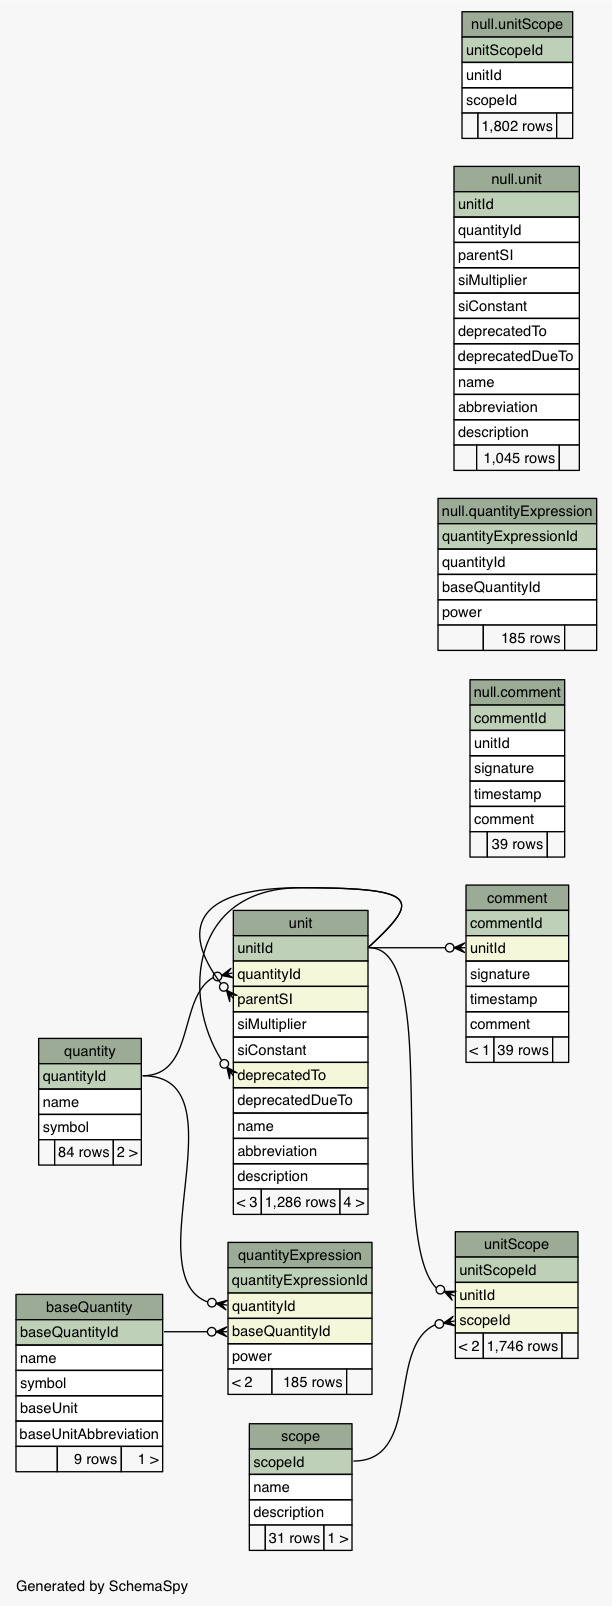 null.unitScope
unitScopeId
unitId
scopeId
1,802 rows
null.unit
unitId
quantityId
parentSI
siMultiplier
siConstant
deprecatedTo
deprecatedDueTo
name
abbreviation
description
1,045 rows
null.quantityExpression
quantityExpressionId
quantityId
baseQuantityId
power
185 rows
null.comment
commentId
unitId
signature
timestamp
comment
39 rows
comment
commentId
unitId
signature
timestamp
comment
< 1 39 rows
unit
unitId
quantityId
parentSI
siMultiplier
siConstant
deprecatedTo
deprecatedDueTo
name
abbreviation
description
< 3 1,286 rows 4 >
quantity
quantityId
name
symbol
84 rows 2 >
unitScope
unitScopeId
unitId
scopeId
< 2 1,746 rows
quantityExpression
quantityExpressionId
quantityId
baseQuantityId
power
< 2 185 rows
baseQuantity
baseQuantityId
name
symbol
baseUnit
baseUnitAbbreviation
9 rows 1 >
scope
scopeId
name
description
31 rows 1 >
Generated by SchemaSpy